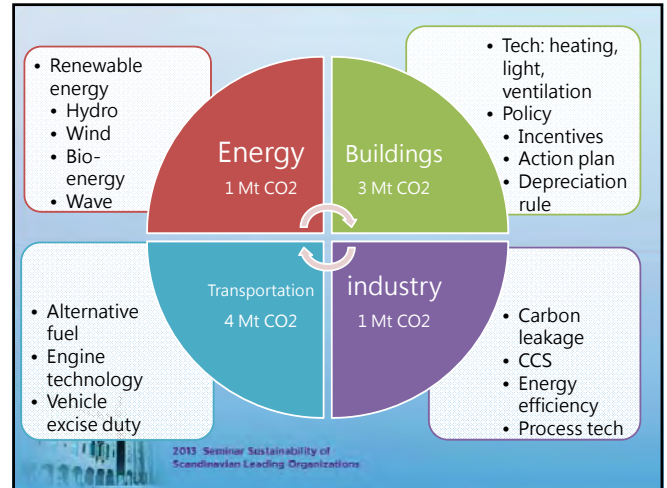 • Renewable
energy
• Hydro
• Wind
• Bio-
energy
• Wave
Energy
1 Mt CO2
Buildings
3 Mt CO2
• Tech: heating,
light,
ventilation
• Policy
• Incentives
• Action plan
• Depreciation
rule
• Alternative
fuel
• Engine
technology
• Vehicle
excise duty
Transportation
4 Mt CO2
industry
1 Mt CO2
• Carbon
leakage
• CCS
• Energy
efficiency
• Process tech
2013 Seminar Sustainability of
Scandinavian Leading Organizations